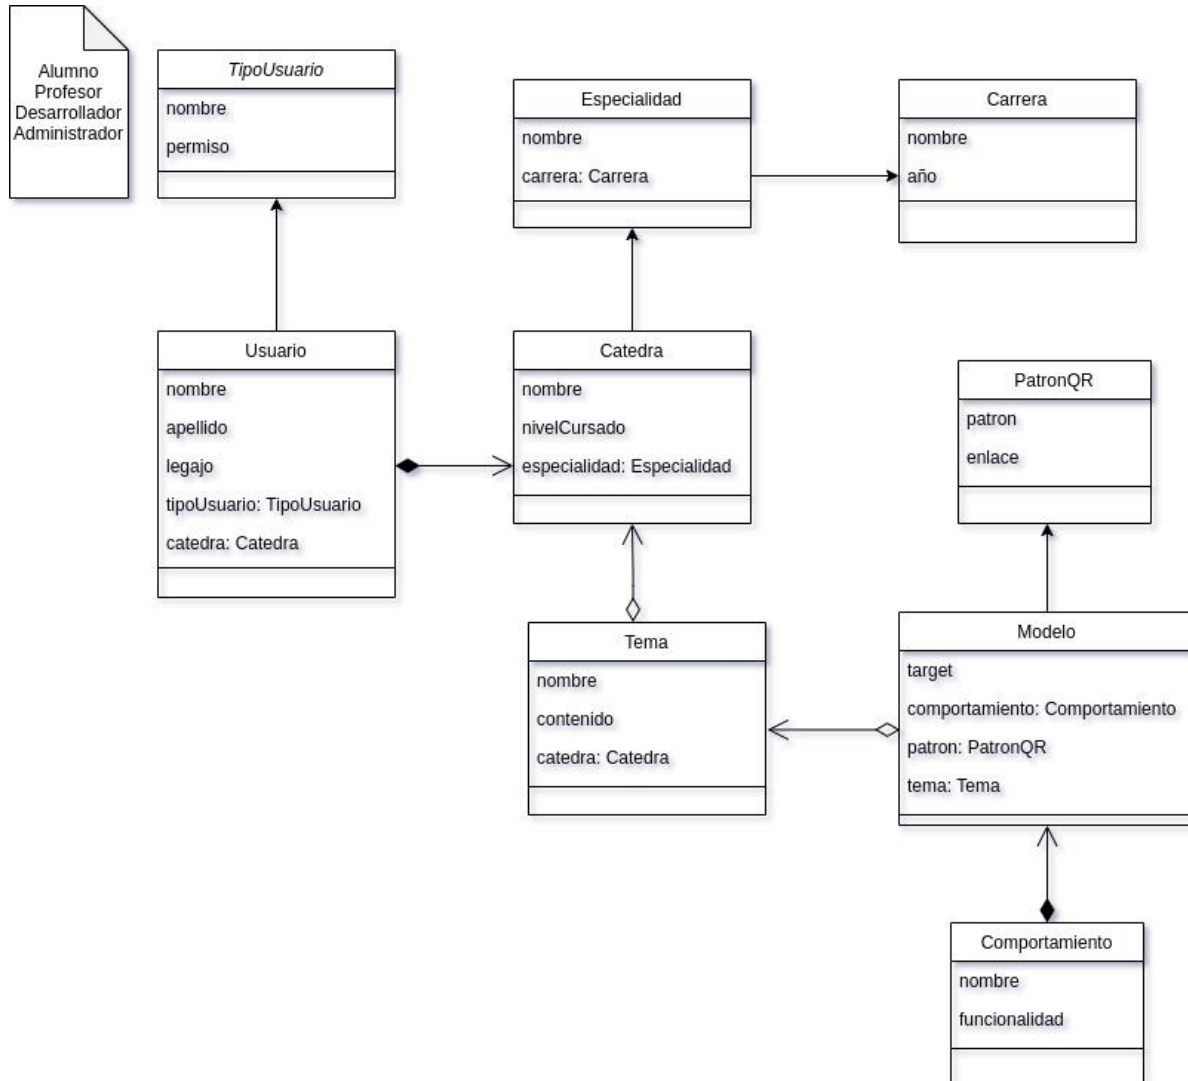 Alumno
Profesor
Desarrollador
Administrador
TipoUsuario
nombre
permiso
Especialidad
nombre
carrera: Carrera
Carrera
nombre
año
Usuario
nombre
apellido
legajo
tipoUsuario: TipoUsuario
catedra: Catedra
Catedra
nombre
nivelCursado
especialidad: Especialidad
PatronQR
patron
enlace
Tema
nombre
contenido
catedra: Catedra
Modelo
target
comportamiento: Comportamiento
patron: PatronQR
tema: Tema
Comportamiento
nombre
funcionalidad